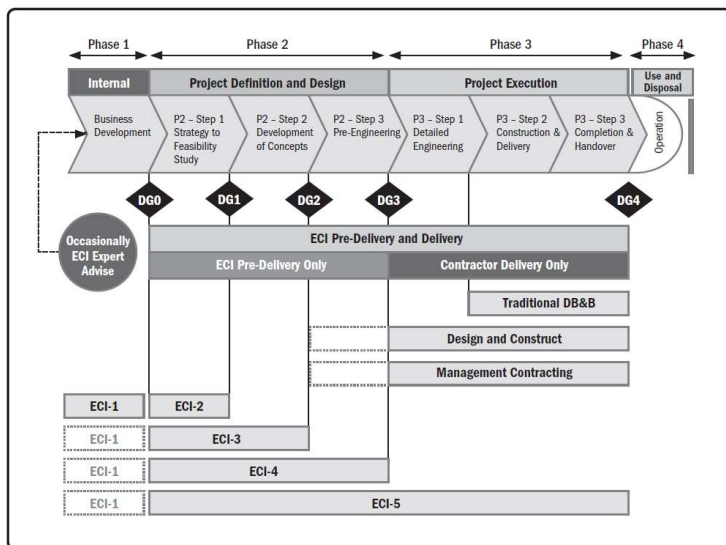 Phase 1
Phase 2
Phase 3
Phase 4
Internal
Project Definition and Design
Project Execution
Use and
Disposal
Business
Development
P2 – Step 1
Strategy to
Feasibility
Study
P2 – Step 2
Development
of Concepts
P2 – Step 3
Pre-Engineering
P3 – Step 1
Detailed
Engineering
P3 – Step 2
Construction &
Delivery
P3 – Step 3
Completion &
Handover
Operation
DG0
DG1
DG2
DG3
DG4
Occasionally
ECI Expert
Advise
ECI Pre-Delivery and Delivery
ECI Pre-Delivery Only
Contractor Delivery Only
Traditional DB&B
Design and Construct
Management Contracting
ECI-1
ECI-2
ECI-1
ECI-3
ECI-1
ECI-4
ECI-1
ECI-5